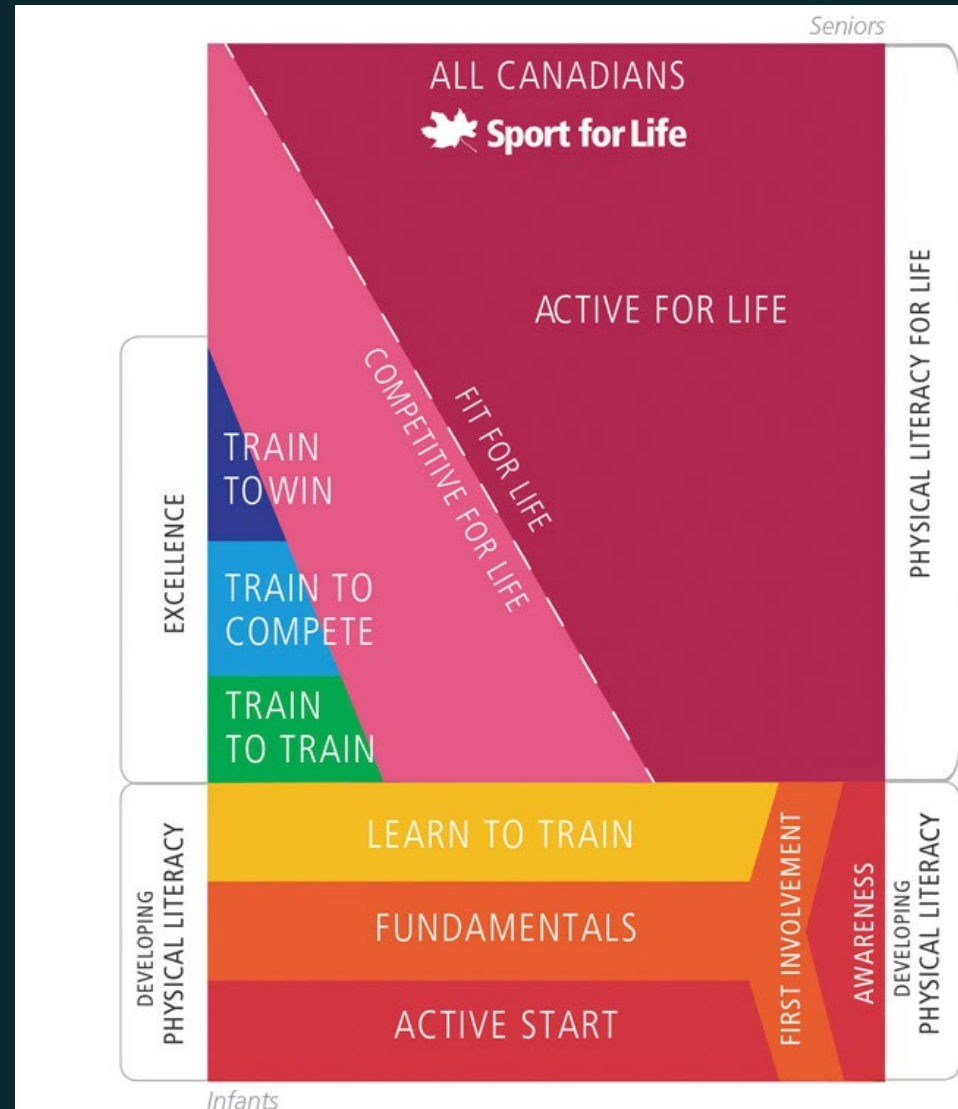 Seniors
ALL CANADIANS
Sport for Life
ACTIVE FOR LIFE
FIT FOR LIFE
COMPETITIVE FOR LIFE
PHYSICAL LITERACY FOR LIFE
EXCELLENCE
TRAIN
TO WIN
TRAIN TO
COMPETE
TRAIN
TO TRAIN
DEVELOPING
PHYSICAL LITERACY
LEARN TO TRAIN
FUNDAMENTALS
ACTIVE START
FIRST INVOLVEMENT
AWARENESS
DEVELOPING
PHYSICAL LITERACY
Infants